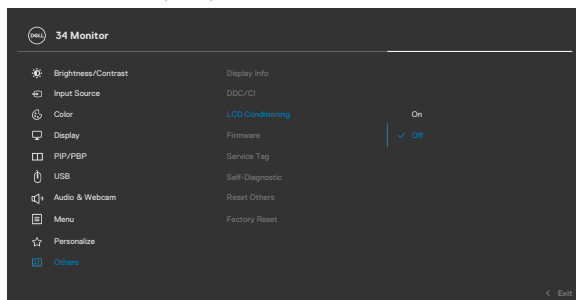 DELL 34 Monitor
Brightness/Contrast
Input Source
Color
Display
PIP/PBP
USB
Audio & Webcam
Menu
Personalize
Others
Display Info
DDC/CI
LCD Conditioning
Firmware
Service Tag
Self-Diagnostic
Reset Others
Factory Reset
On
Off
Exit